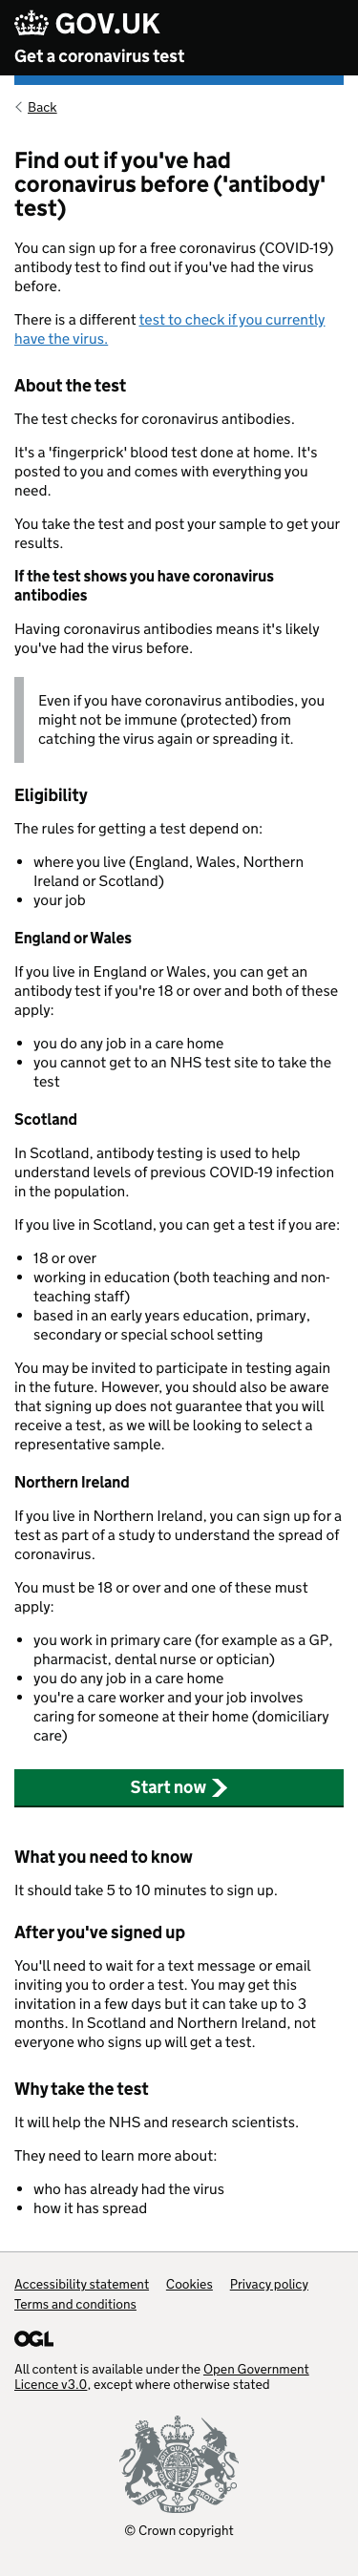 GOV.UK
Get a coronavirus test
Back
Find out if you've had
coronavirus before ('antibody'
test)
You can sign up for a free coronavirus (COVID-19)
antibody test to find out if you've had the virus
before.
There is a different test to check if you currently
have the virus.
About the test
The test checks for coronavirus antibodies.
It's a 'fingerprick' blood test done at home. It's
posted to you and comes with everything you
need.
You take the test and post your sample to get your
results.
If the test shows you have coronavirus
antibodies
Having coronavirus antibodies means it's likely
you've had the virus before.
Even if you have coronavirus antibodies, you
might not be immune (protected) from
catching the virus again or spreading it.
Eligibility
The rules for getting a test depend on:
• where you live (England, Wales, Northern
Ireland or Scotland)
• your job
England or Wales
If you live in England or Wales, you can get an
antibody test if you're 18 or over and both of these
apply:
• you do any job in a care home
• you cannot get to an NHS test site to take the
test
Scotland
In Scotland, antibody testing is used to help
understand levels of previous COVID-19 infection
in the population.
If you live in Scotland, you can get a test if you are:
• 18 or over
• working in education (both teaching and non-
teaching staff)
• based in an early years education, primary,
secondary or special school setting
You may be invited to participate in testing again
in the future. However, you should also be aware
that signing up does not guarantee that you will
receive a test, as we will be looking to select a
representative sample.
Northern Ireland
If you live in Northern Ireland, you can sign up for a
test as part of a study to understand the spread of
coronavirus.
You must be 18 or over and one of these must
apply:
• you work in primary care (for example as a GP,
pharmacist, dental nurse or optician)
• you do any job in a care home
• you're a care worker and your job involves
caring for someone at their home (domiciliary
care)
Start now
What you need to know
It should take 5 to 10 minutes to sign up.
After you've signed up
You'll need to wait for a text message or email
inviting you to order a test. You may get this
invitation in a few days but it can take up to 3
months. In Scotland and Northern Ireland, not
everyone who signs up will get a test.
Why take the test
It will help the NHS and research scientists.
They need to learn more about:
• who has already had the virus
• how it has spread
Accessibility statement Cookies Privacy policy
Terms and conditions
OGL
All content is available under the Open Government
Licence v3.0, except where otherwise stated
DIEU ET MON DROIT
© Crown copyright